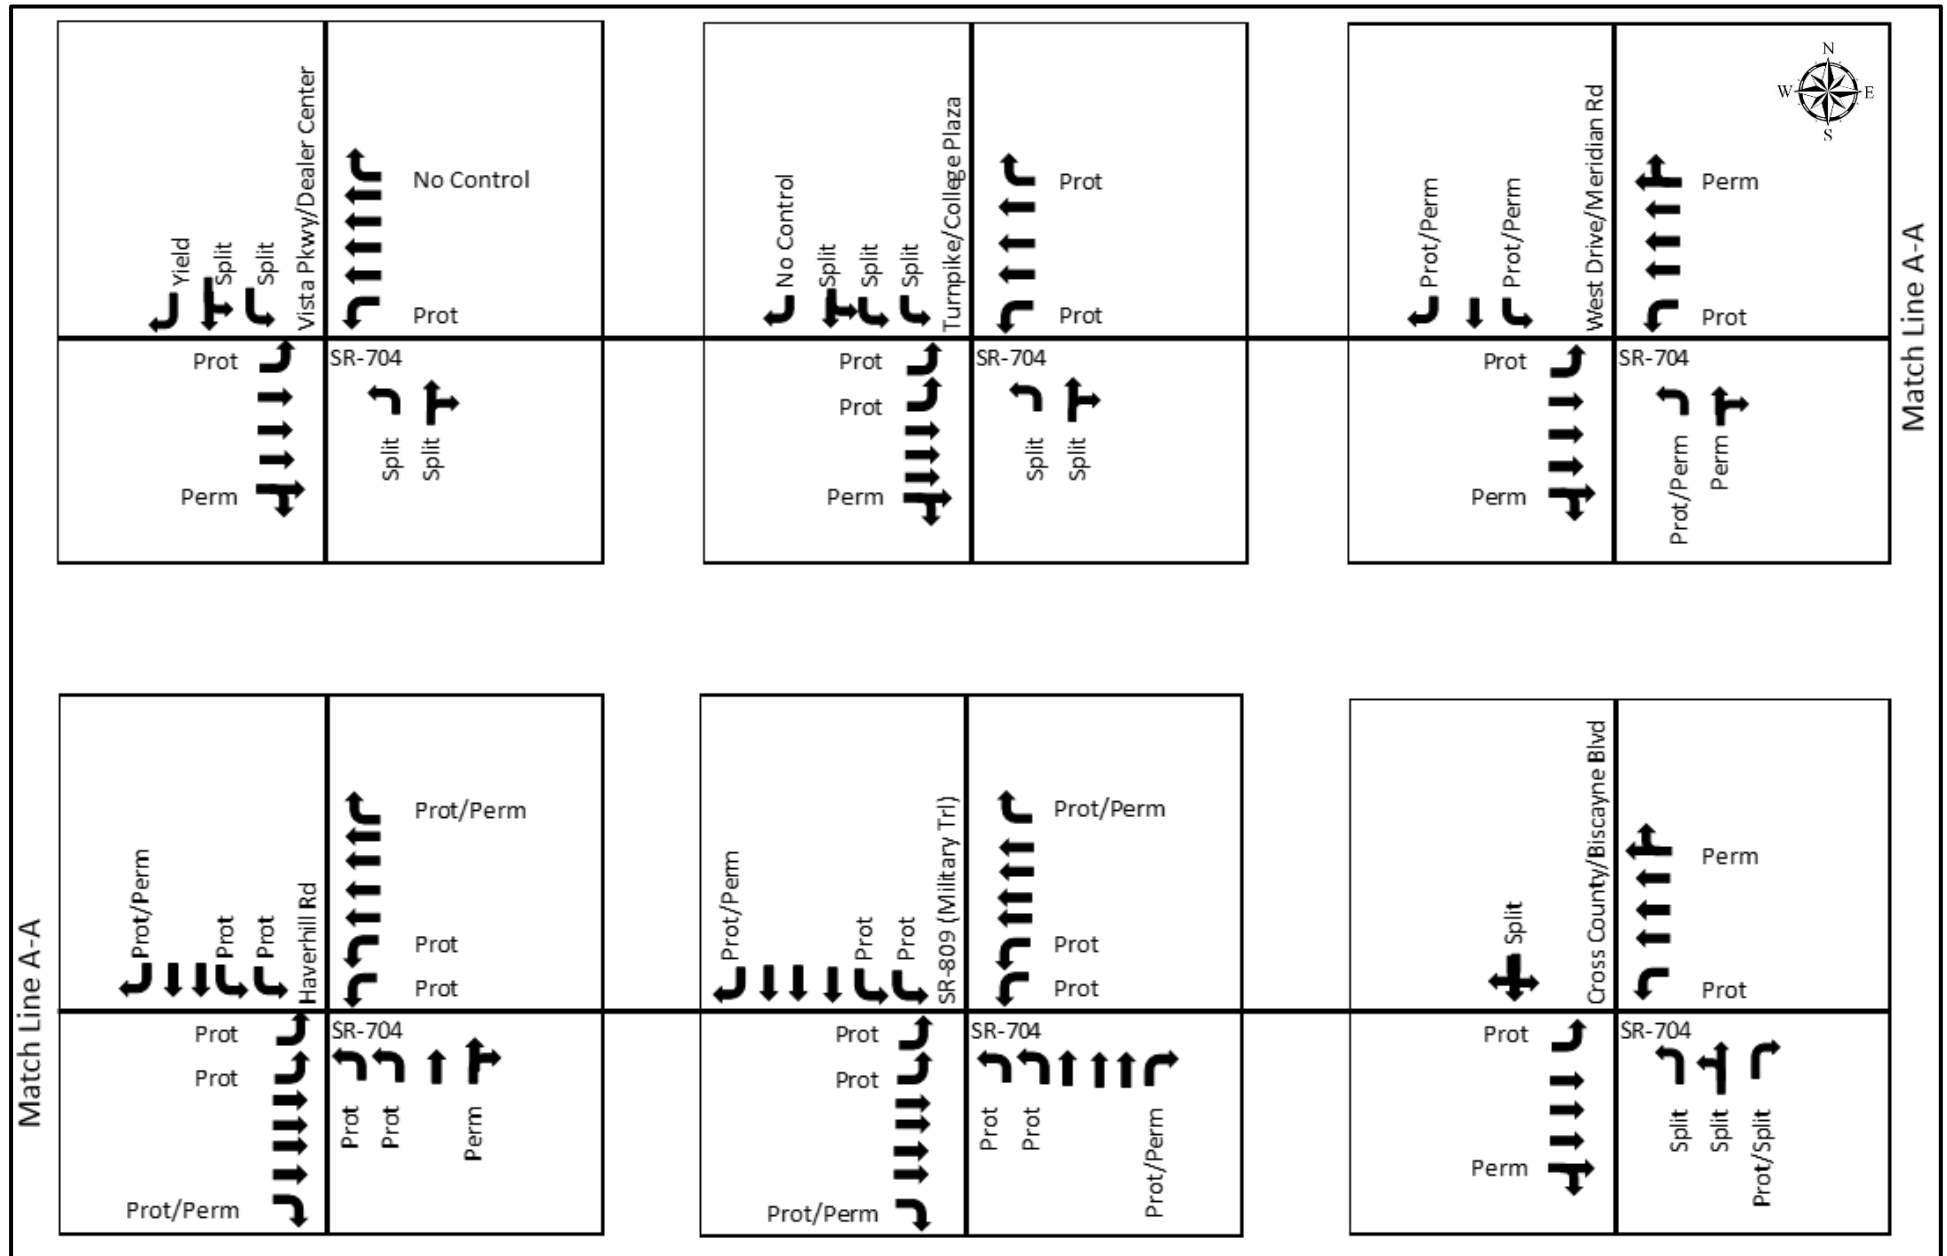 N
W
E
S
Vista Pkwy/Dealer Center
No Control
Yield
Split
Split
Prot
Prot
SR-704
Perm
Split
Split
Turnpike/College Plaza
Prot
No Control
Split
Split
Split
Prot
Prot
SR-704
Prot
Perm
Split
Split
West Drive/Meridian Rd
Perm
Prot/Perm
Prot/Perm
Prot
Prot
SR-704
Perm
Prot/Perm
Perm
Match Line A-A
Match Line A-A
Haverhill Rd
Prot/Perm
Prot/Perm
Prot
Prot
Prot
Prot
Prot
SR-704
Prot
Prot/Perm
Prot
Prot
Perm
SR-809 (Military Trl)
Prot/Perm
Prot/Perm
Prot
Prot
Prot
Prot
Prot
SR-704
Prot
Prot/Perm
Prot
Prot
Prot/Perm
Cross County/Biscayne Blvd
Perm
Split
Prot
Prot
SR-704
Perm
Split
Split
Prot/Split